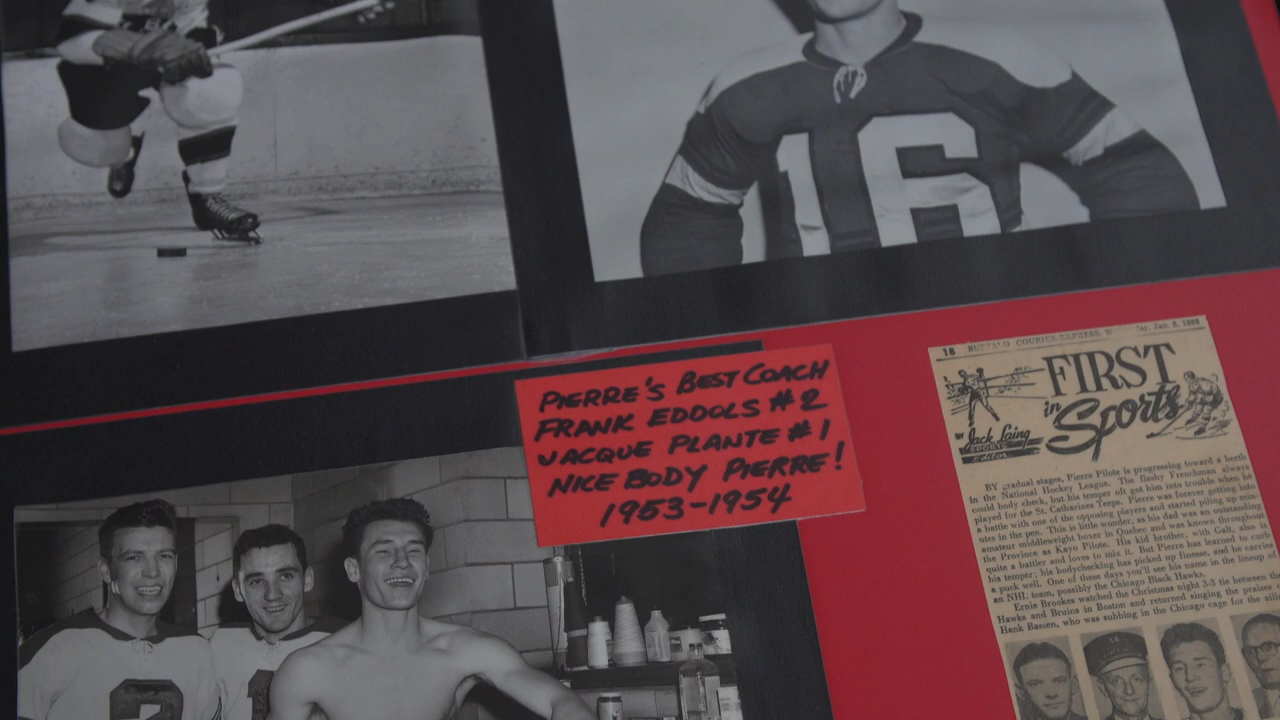 16
PIERRE'S BEST COACH
FRANK EDDOLS #2
JACQUE PLANTE #1
NICE BODY PIERRE!
1953-1954
2
1
18 BUFFALO COURIER-EXPRESS, Jan. 8, 1955
FIRST
in Sports
BY Jack Laing
SPORTS
Editor
BY gradual stages, Pierre Pilote is progressing toward a berth
in the National Hockey League. The flashy Frenchman always
could body check, but his temper oft got him into trouble when he
played for the St. Catharines Teepees. Pierre was forever getting into
a battle with one of the opposing players and started piling up min-
utes in the pen. This is little wonder, as his dad was an outstanding
amateur middleweight boxer in Quebec and was known throughout
the Province as Kayo Pilote. His kid brother, with Galt, also is
quite a battler and loves to mix it. But Pierre has learned to curb
his temper; his bodychecking has picked up finesse, and he carries
a puck well. One of these days you'll see his name in the lineup of
an NHL team, possibly the Chicago Black Hawks.
Ernie Brookes watched the Christmas night 3-3 tie between the
Hawks and Bruins in Boston and returned singing the praises of
Hank Bassen, who was subbing in the Chicago cage for the